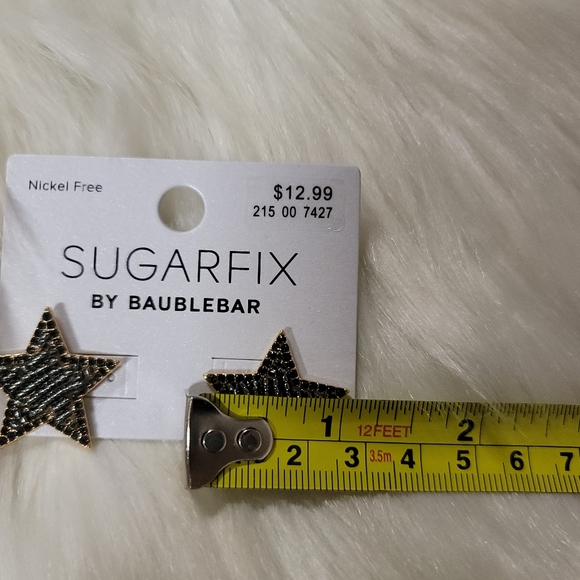 Nickel Free
$12.99
215 00 7427
SUGARFIX
BY BAUBLEBAR
1 12FEET 2
2 3 3.5m 4 5 6 7